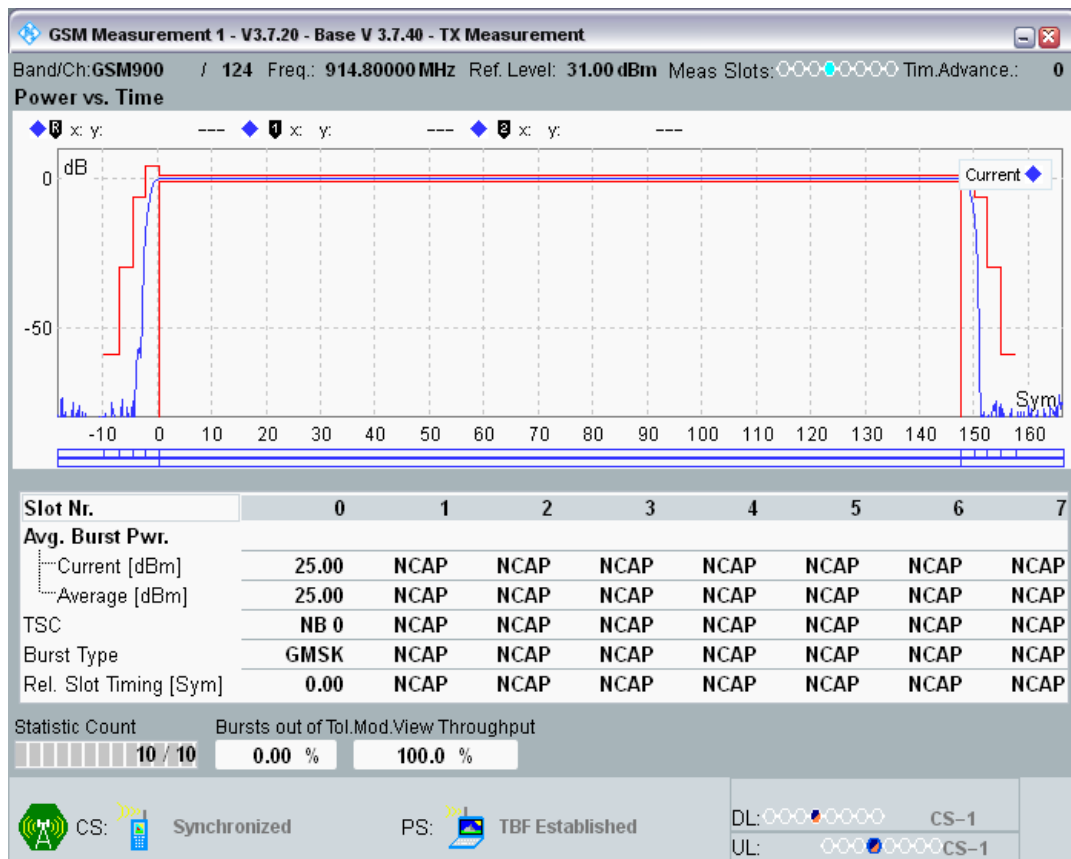 GSM Measurement 1 - V3.7.20 - Base V 3.7.40 - TX Measurement
Band/Ch:GSM900 / 124 Freq.: 914.80000 MHz Ref. Level: 31.00 dBm Meas Slots: Tim.Advance.: 0
Power vs. Time
R x: y: --- 1 x: y: --- 2 x: y: ---
dB
Current
0
-50
Sym
-10 0 10 20 30 40 50 60 70 80 90 100 110 120 130 140 150 160
Slot Nr. 0 1 2 3 4 5 6 7
Avg. Burst Pwr.
Current [dBm] 25.00 NCAP NCAP NCAP NCAP NCAP NCAP NCAP
Average [dBm] 25.00 NCAP NCAP NCAP NCAP NCAP NCAP NCAP
TSC NB 0 NCAP NCAP NCAP NCAP NCAP NCAP NCAP
Burst Type GMSK NCAP NCAP NCAP NCAP NCAP NCAP NCAP
Rel. Slot Timing [Sym] 0.00 NCAP NCAP NCAP NCAP NCAP NCAP NCAP
Statistic Count Bursts out of Tol.Mod.View Throughput
10 / 10 0.00 % 100.0 %
CS: Synchronized PS: TBF Established
DL: CS-1
UL: CS-1